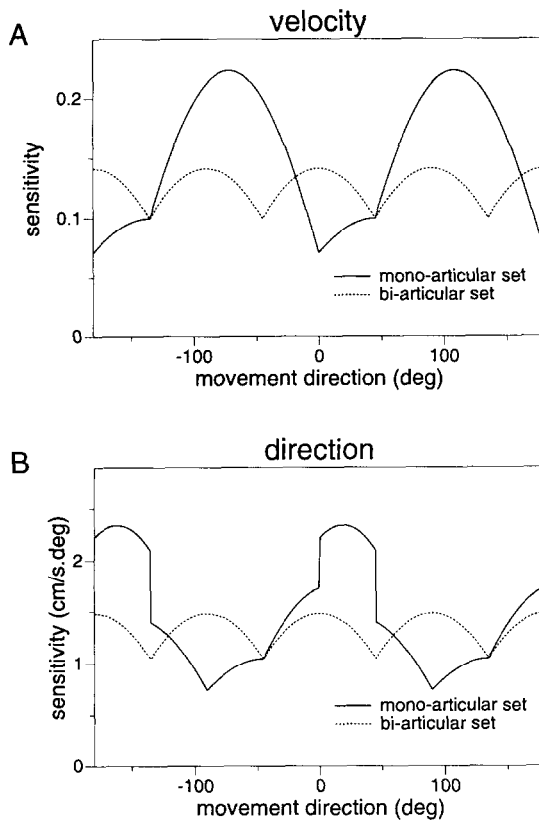 A
velocity
sensitivity
0.2
0.1
0
-100 0 100
movement direction (deg)
mono-articular set
bi-articular set
B
direction
sensitivity (cm/s.deg)
2
1
0
-100 0 100
movement direction (deg)
mono-articular set
bi-articular set